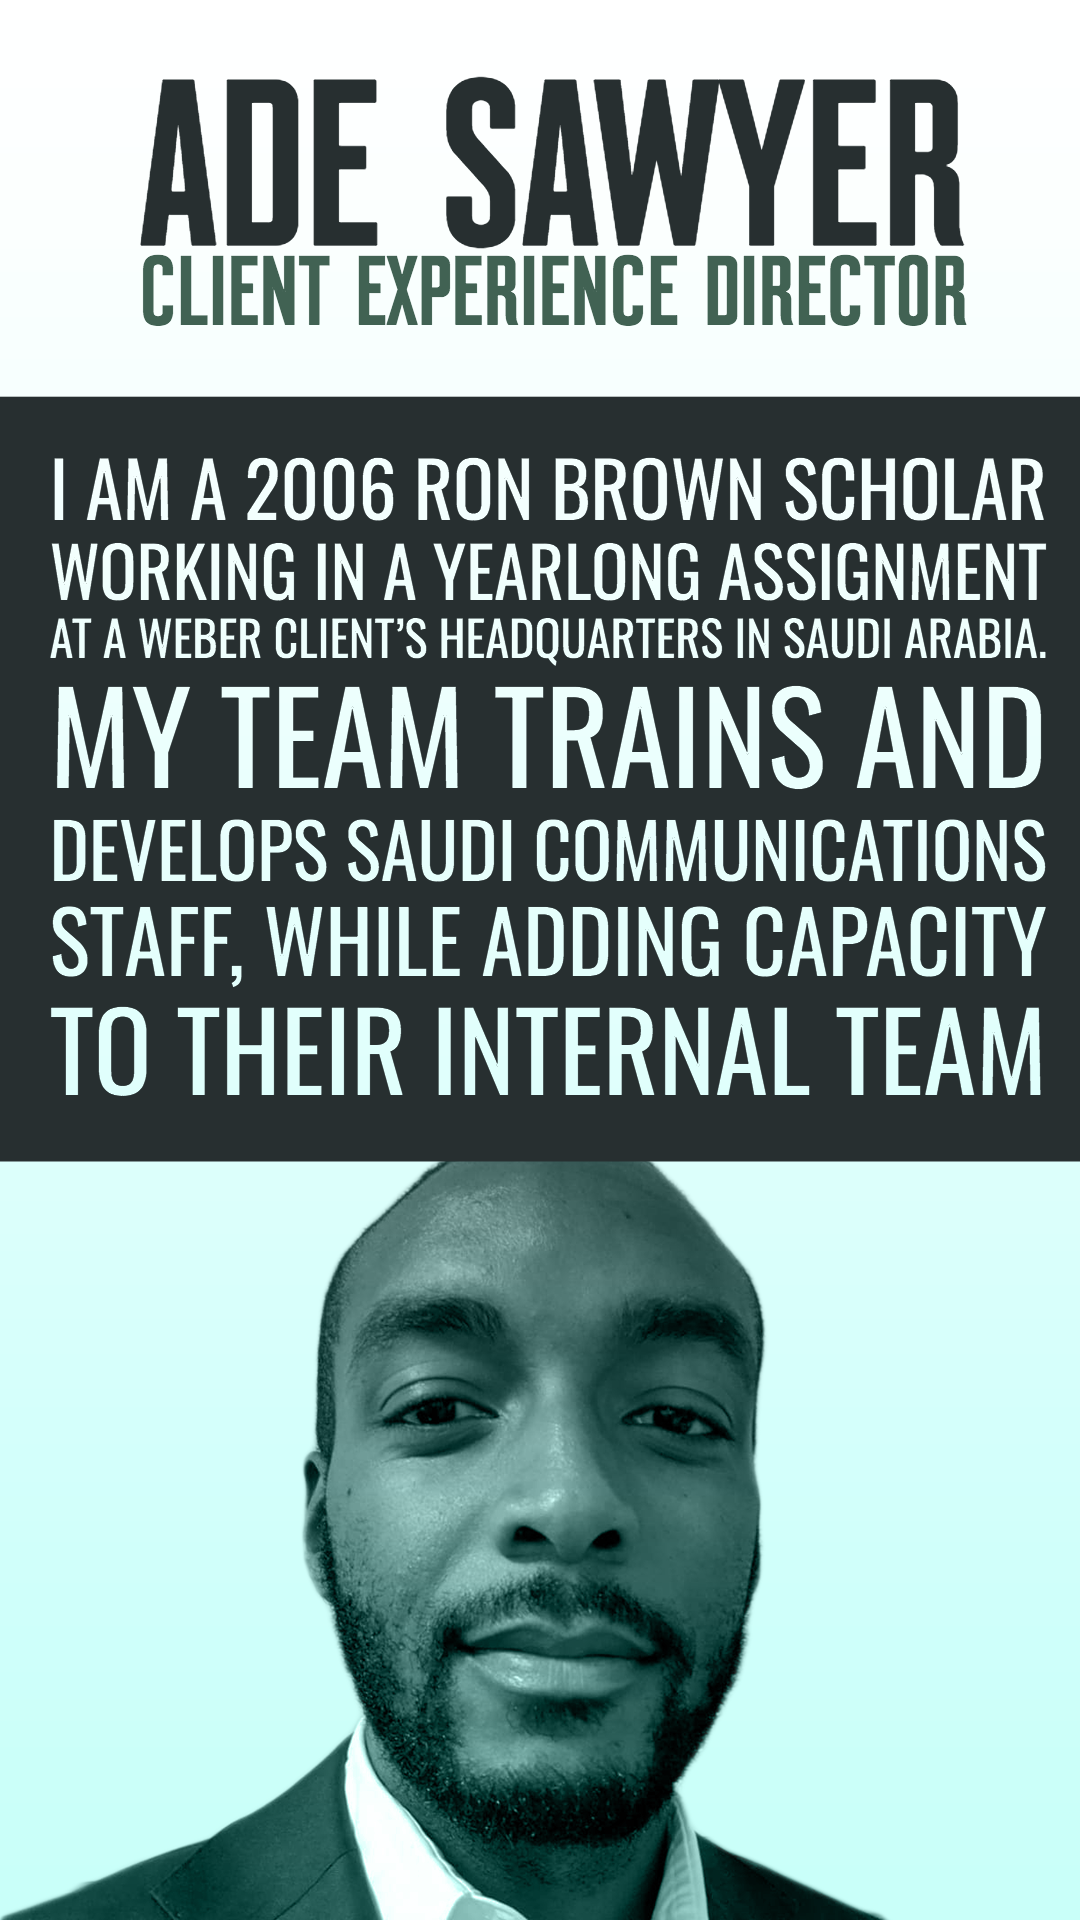 ADE SAWYER
CLIENT EXPERIENCE DIRECTOR
I AM A 2006 RON BROWN SCHOLAR
WORKING IN A YEARLONG ASSIGNMENT
AT A WEBER CLIENT’S HEADQUARTERS IN SAUDI ARABIA.
MY TEAM TRAINS AND
DEVELOPS SAUDI COMMUNICATIONS
STAFF, WHILE ADDING CAPACITY
TO THEIR INTERNAL TEAM